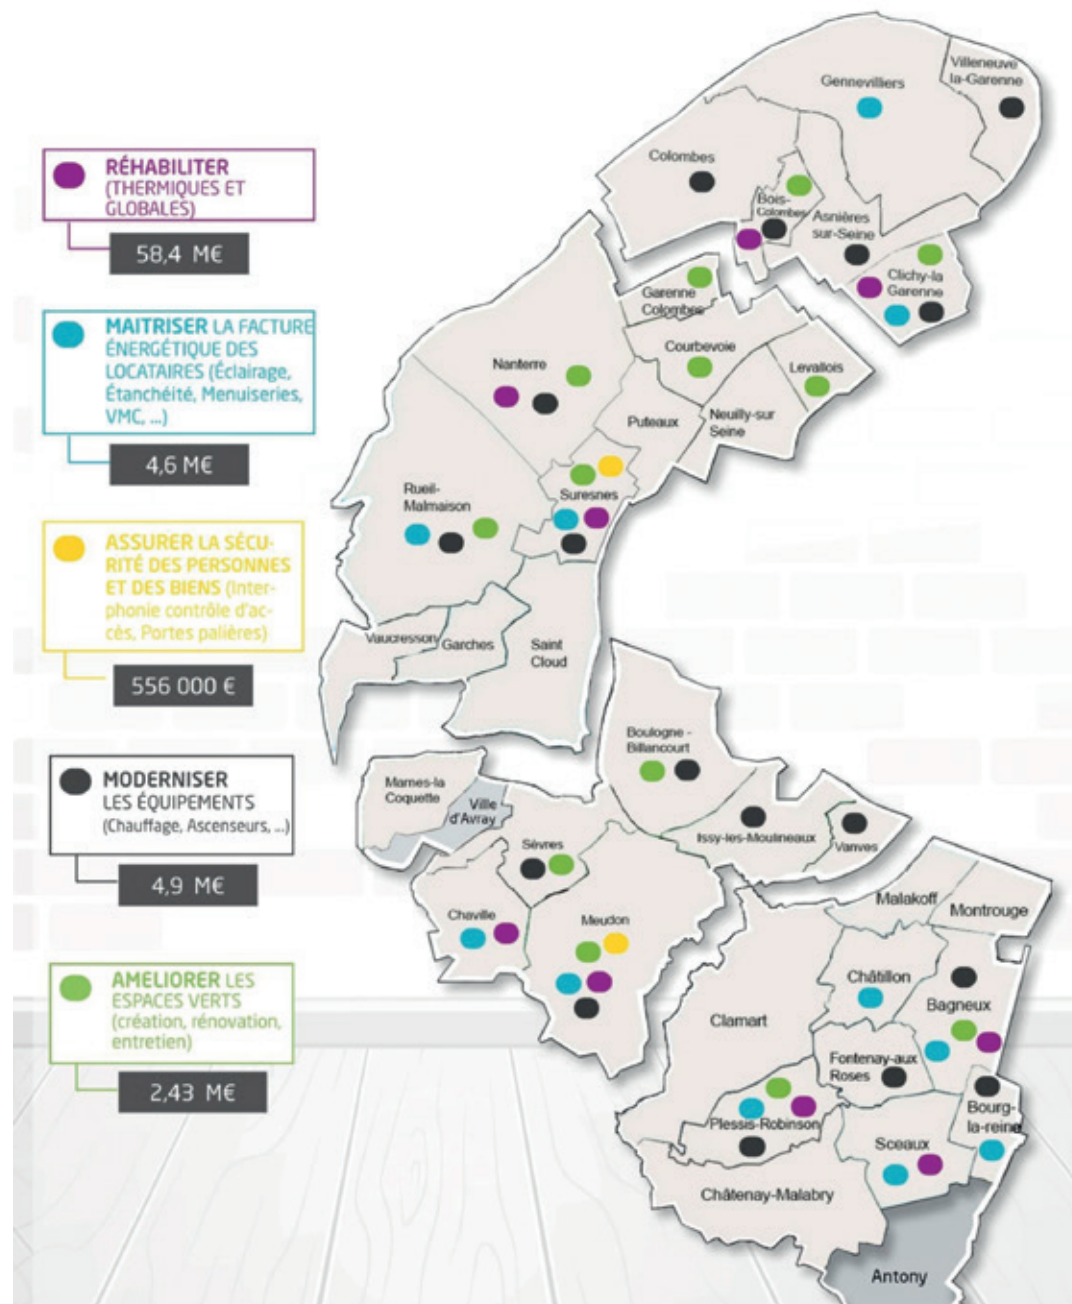 RÉHABILITER
(THERMIQUES ET
GLOBALES)
58,4 M€
MAITRISER LA FACTURE
ÉNERGÉTIQUE DES
LOCATAIRES (Éclairage,
Étanchéité, Menuiseries,
VMC, ...)
4,6 M€
ASSURER LA SÉCU-
RITÉ DES PERSONNES
ET DES BIENS (Inter-
phonie contrôle d'ac-
cès, Portes palières)
556 000 €
MODERNISER
LES ÉQUIPEMENTS
(Chauffage, Ascenseurs, ...)
4,9 M€
AMELIORER LES
ESPACES VERTS
(création, rénovation,
entretien)
2,43 M€
Villeneuve
la-Garenne
Gennevilliers
Colombes
Bois-
Colombes
Asnières
sur-Seine
Clichy-la
Garenne
Garenne
Colombes
Courbevoie
Levallois
Nanterre
Puteaux
Neuilly-sur
Seine
Rueil-
Malmaison
Suresnes
Vaucresson
Garches
Saint
Cloud
Boulogne -
Billancourt
Marnes-la
Coquette
Ville
d'Avray
Issy-les-Moulineaux
Vanves
Sèvres
Chaville
Meudon
Malakoff
Montrouge
Châtillon
Bagneux
Clamart
Fontenay-aux
Roses
Bourg-
la-reine
Plessis-Robinson
Sceaux
Châtenay-Malabry
Antony